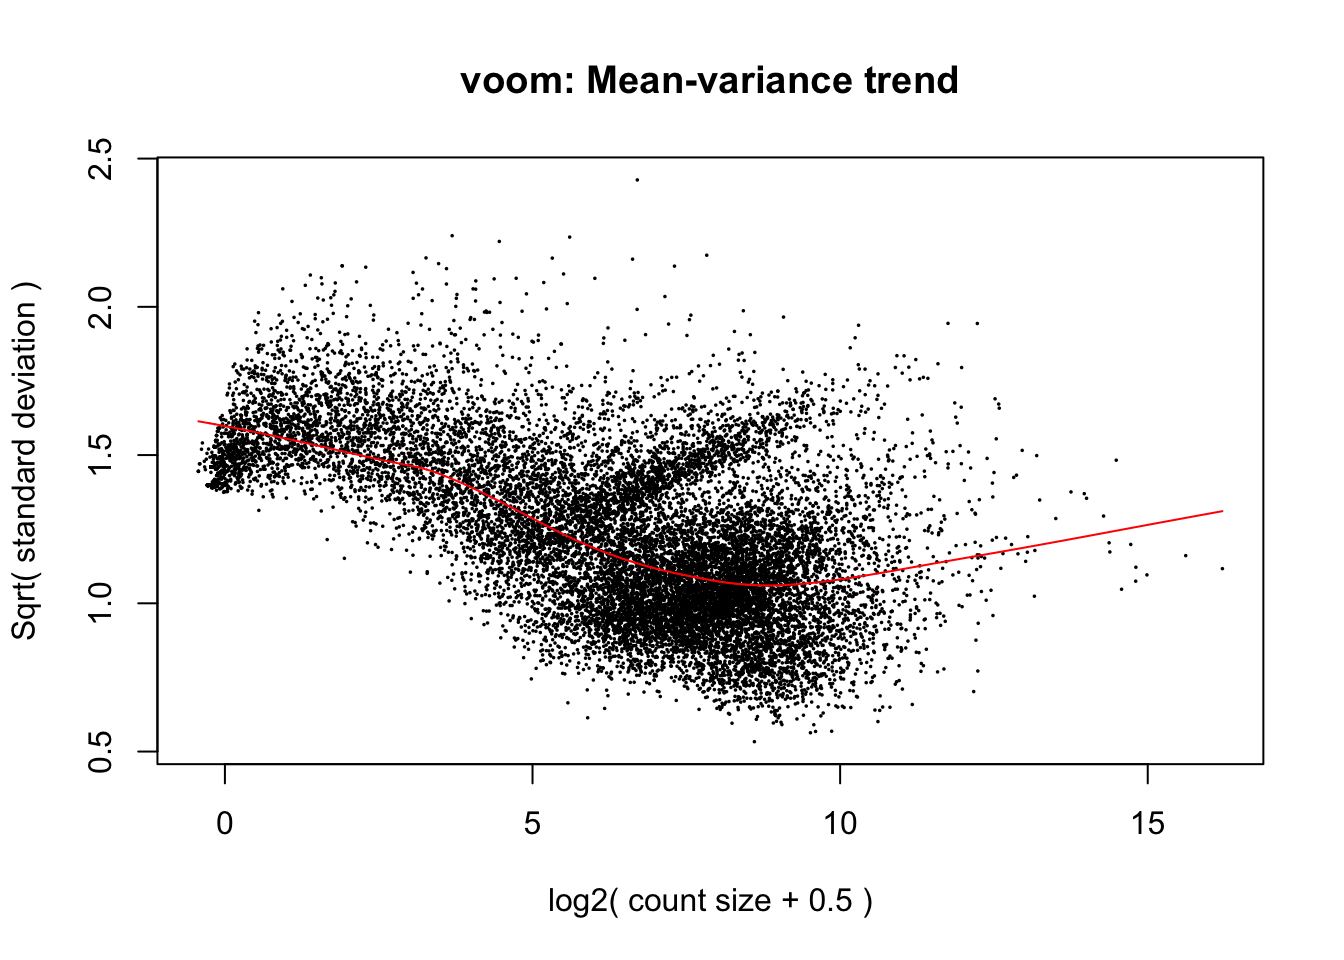 voom: Mean-variance trend
Sqrt( standard deviation )
2.5
2.0
1.5
1.0
0.5
0 5 10 15
log2( count size + 0.5 )